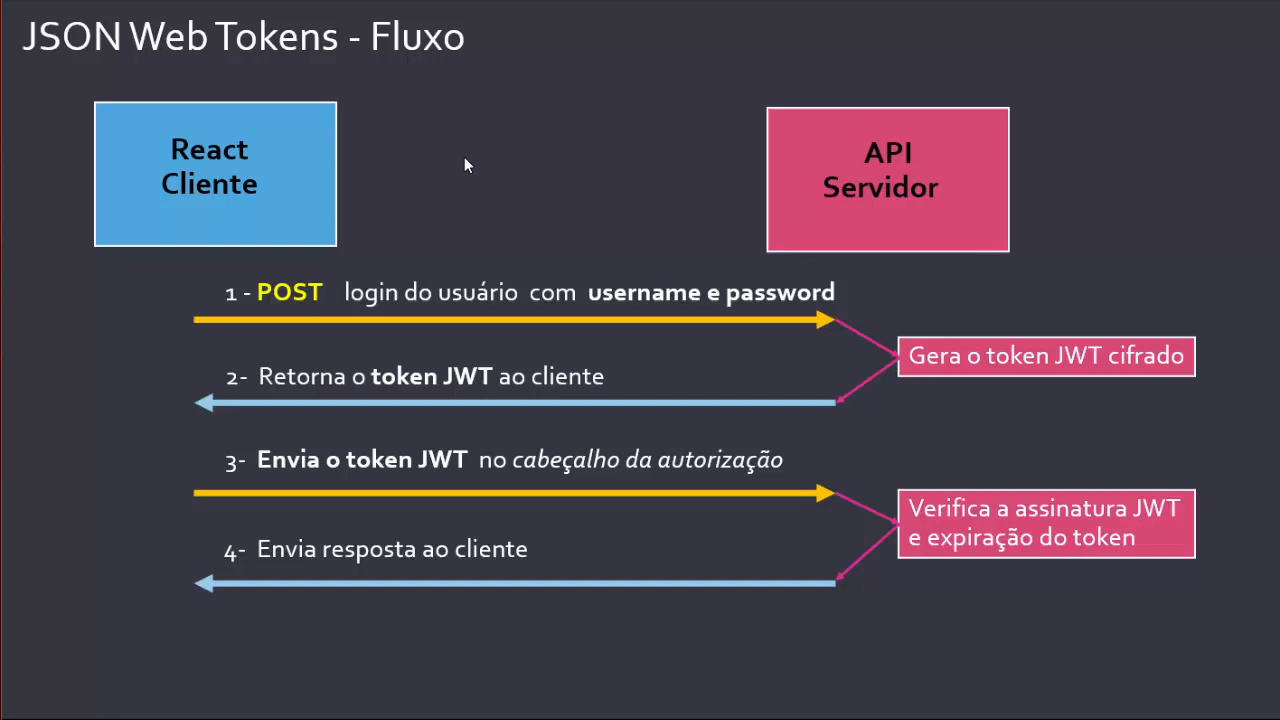 JSON Web Tokens - Fluxo
React
Cliente
API
Servidor
1 - POST login do usuário com username e password
Gera o token JWT cifrado
2- Retorna o token JWT ao cliente
3- Envia o token JWT no cabeçalho da autorização
Verifica a assinatura JWT
e expiração do token
4- Envia resposta ao cliente